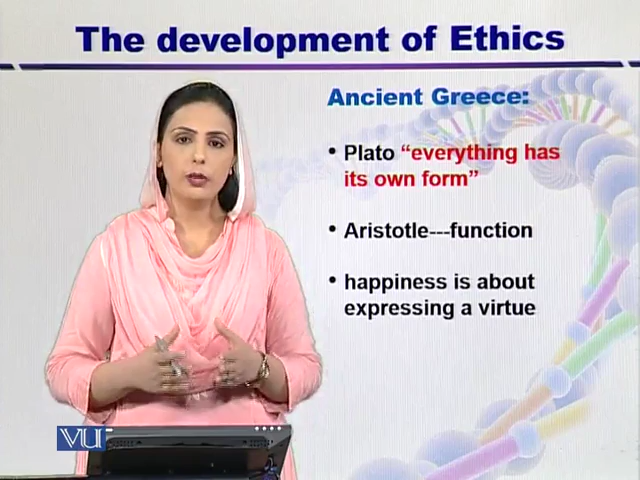 The development of Ethics
Ancient Greece:
• Plato “everything has
its own form”
• Aristotle---function
• happiness is about
expressing a virtue
VU